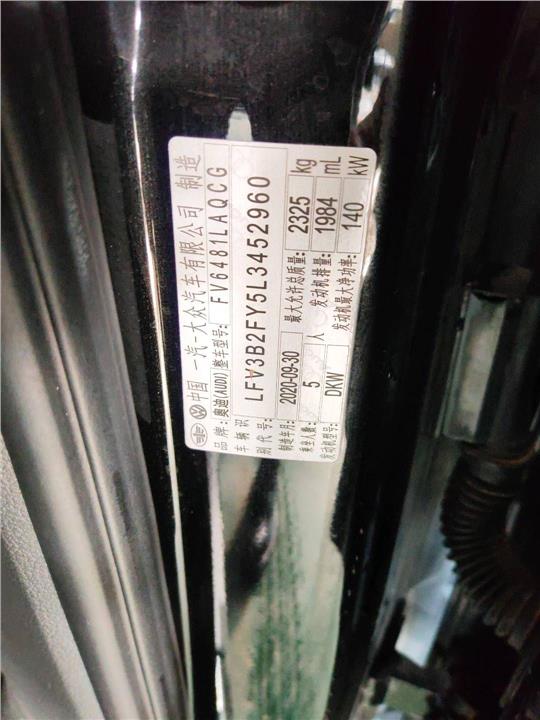 中国 一汽-大众汽车有限公司 制造
品牌: 奥迪(AUDI) 整车型号: FV6481LAQCG
车辆识别代号: LFV3B2FY5L3452960
制造年月: 2020-09-30 最大允许总质量: 2325 kg
乘坐人数: 5 人 发动机排量: 1984 mL
发动机型号: DKW 发动机最大净功率: 140 kW